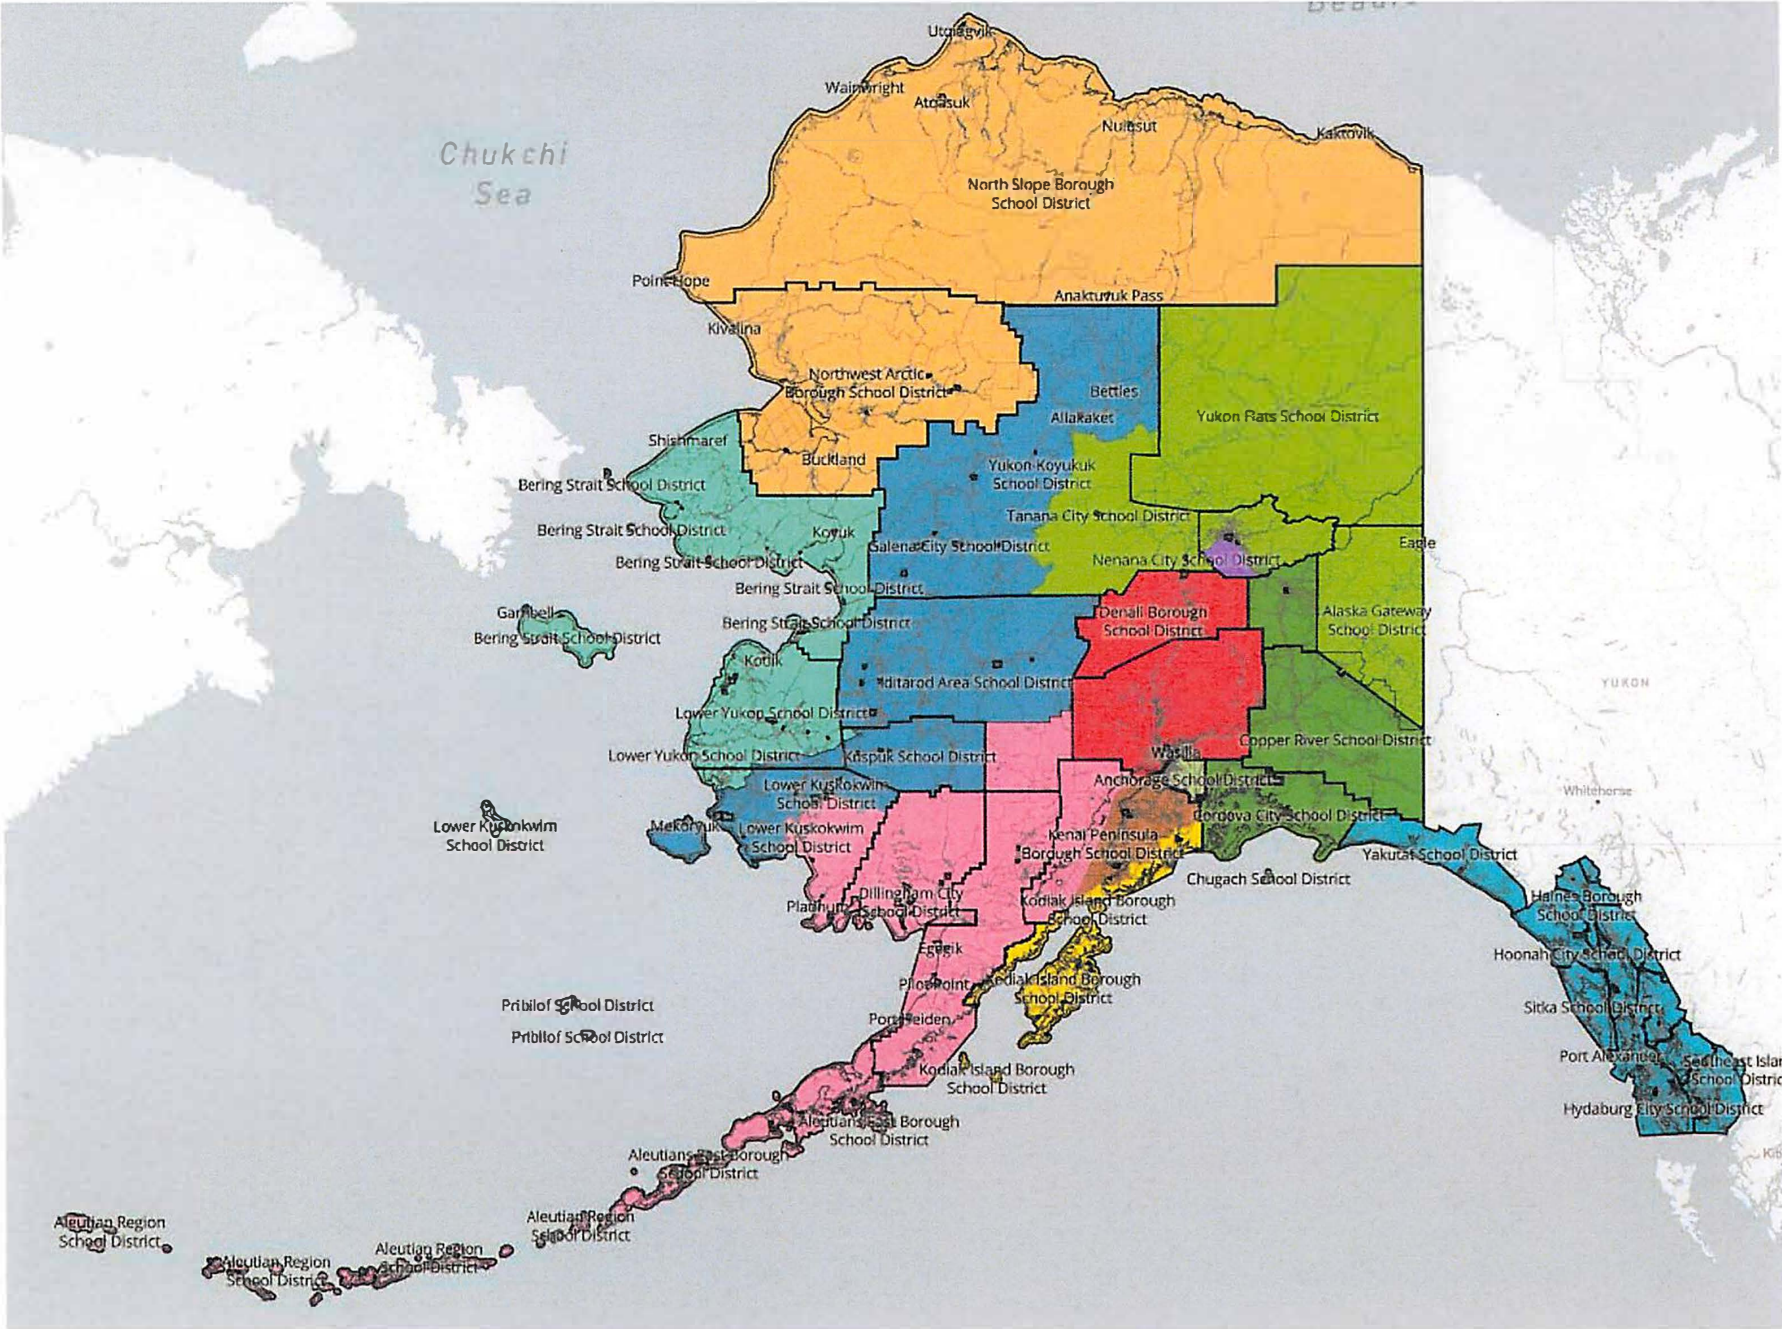 Utqiagvik
Wainwright
Atqasuk
Nuiqsut
Kaktovik
Chukchi
Sea
North Slope Borough
School District
Point Hope
Anaktuvuk Pass
Kivalina
Northwest Arctic
Borough School District
Bettles
Allakaket
Yukon Flats School District
Shishmaref
Buckland
Yukon-Koyukuk
School District
Bering Strait School District
Tanana City School District
Bering Strait School District
Koyuk
Galena City School District
Eagle
Bering Strait School District
Nenana City School District
Bering Strait School District
Gambell
Bering Strait School District
Bering Strait School District
Denali Borough
School District
Alaska Gateway
School District
Kotlik
Iditarod Area School District
YUKON
Lower Yukon School District
Lower Yukon School District
Kuspuk School District
Wasilla
Copper River School District
Anchorage School District
Lower Kuskokwim
School District
Whitehorse
Lower Kuskokwim
School District
Mekoryuk
Lower Kuskokwim
School District
Kenai Peninsula
Borough School District
Cordova City School District
Yakutat School District
Chugach School District
Dillingham City
School District
Platinum
Kodiak Island Borough
School District
Haines Borough
School District
Egegik
Hoonah City School District
Pilot Point
Kodiak Island Borough
School District
Pribilof School District
Port Heiden
Sitka School District
Pribilof School District
Port Alexander
Kodiak Island Borough
School District
Southeast Islan
School Distric
Hydaburg City School District
Aleutians East Borough
School District
Aleutians East Borough
School District
Aleutian Region
School District
Aleutian Region
School District
Aleutian Region
School District
Aleutian Region
School District